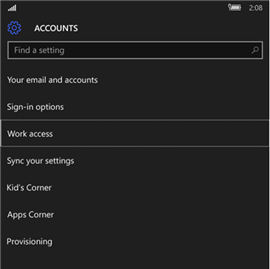 2:08
ACCOUNTS
Find a setting
Your email and accounts
Sign-in options
Work access
Sync your settings
Kid's Corner
Apps Corner
Provisioning